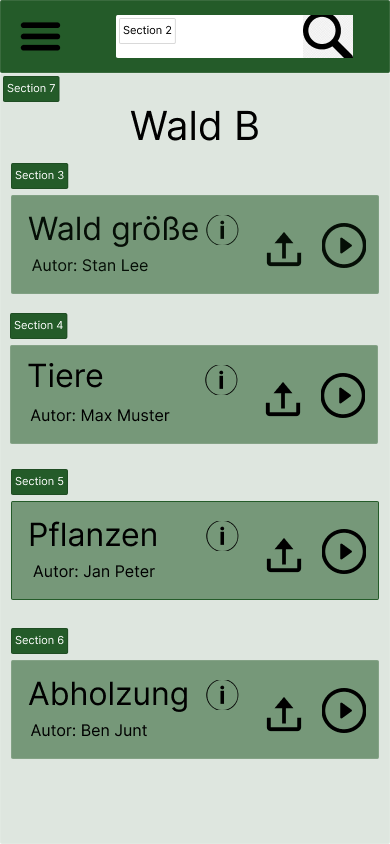 Section 2
Section 7
Wald B
Section 3
Wald größe i
Autor: Stan Lee
Section 4
Tiere i
Autor: Max Muster
Section 5
Pflanzen i
Autor: Jan Peter
Section 6
Abholzung i
Autor: Ben Junt